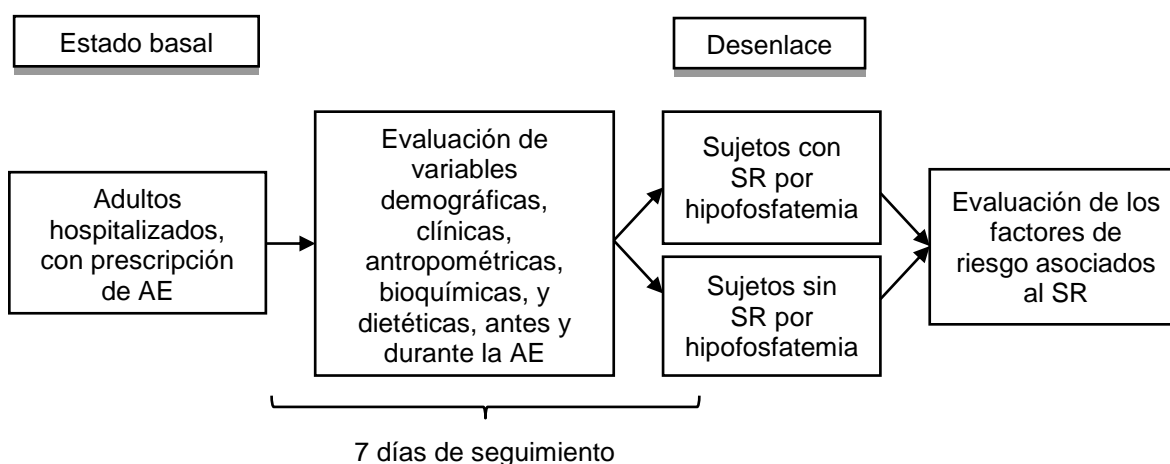 Estado basal
Desenlace
Adultos
hospitalizados,
con prescripción
de AE
Evaluación de
variables
demográficas,
clínicas,
antropométricas,
bioquímicas, y
dietéticas, antes y
durante la AE
Sujetos con
SR por
hipofosfatemia
Sujetos sin
SR por
hipofosfatemia
Evaluación de los
factores de
riesgo asociados
al SR
7 días de seguimiento